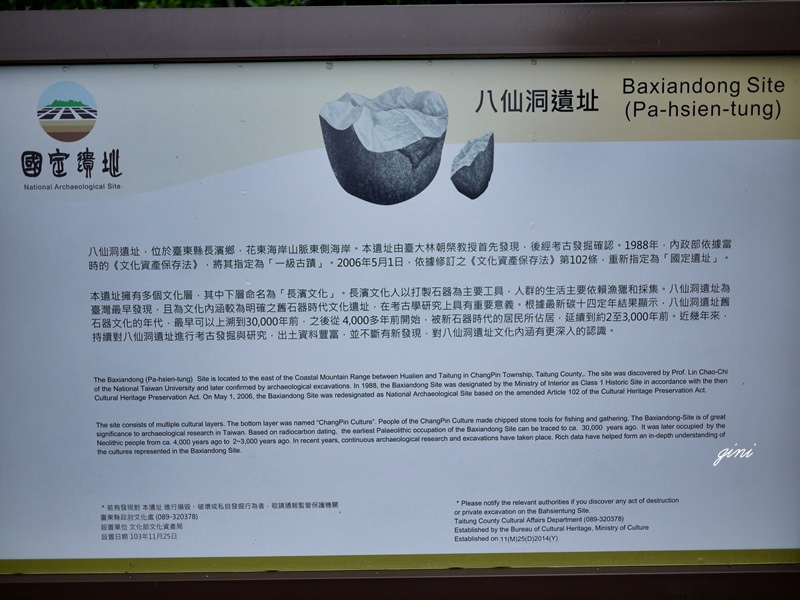 國定遺址
National Archaeological Site
八仙洞遺址
Baxiandong Site
(Pa-hsien-tung)
八仙洞遺址，位於臺東縣長濱鄉，花東海岸山脈東側海岸。本遺址由臺大林朝棨教授首先發現，後經考古發掘確認。1988年，內政部依據當
時的《文化資產保存法》，將其指定為「一級古蹟」。2006年5月1日，依據修訂之《文化資產保存法》第102條，重新指定為「國定遺址」。
本遺址擁有多個文化層，其中下層命名為「長濱文化」。長濱文化人以打製石器為主要工具，人群的生活主要依賴漁獵和採集。八仙洞遺址為
臺灣最早發現，且為文化內涵較為明確之舊石器時代文化遺址，在考古學研究上具有重要意義。根據最新碳十四定年結果顯示，八仙洞遺址舊
石器文化的年代，最早可以上溯到30,000年前，之後從 4,000多年前開始，被新石器時代的居民所佔居，延續到約2至3,000年前。近幾年來，
持續對八仙洞遺址進行考古發掘與研究，出土資料豐富，並不斷有新發現，對八仙洞遺址文化內涵有更深入的認識。
The Baxiandong (Pa-hsien-tung) Site is located to the east of the Coastal Mountain Range between Hualien and Taitung in ChangPin Township, Taitung County,. The site was discovered by Prof. Lin Chao-Chi
of the National Taiwan University and later confirmed by archaeological excavations. In 1988, the Baxiandong Site was designated by the Ministry of Interior as Class 1 Historic Site in accordance with the then
Cultural Heritage Preservation Act. On May 1, 2006, the Baxiandong Site was redesignated as National Archaeological Site based on the amended Article 102 of the Cultural Heritage Preservation Act.
The site consists of multiple cultural layers. The bottom layer was named "ChangPin Culture". People of the ChangPin Culture made chipped stone tools for fishing and gathering. The Baxiandong-Site is of great
significance to archaeological research in Taiwan. Based on radiocarbon dating, the earliest Palaeolithic occupation of the Baxiandong Site can be traced to ca. 30,000 years ago. It was later occupied by the
Neolithic people from ca. 4,000 years ago to 2~3,000 years ago. In recent years, continuous archaeological research and excavations have taken place. Rich data have helped form an in-depth understanding of
the cultures represented in the Baxiandong Site.
gini
* 若有發現對 本遺址 進行損毀、破壞或私自發掘行為者，敬請通報監管保護機關
臺東縣政府文化處 (089-320378)
設置單位 文化部文化資產局
設置日期 103年11月25日
* Please notify the relevant authorities if you discover any act of destruction
or private excavation on the Bahsientung Site.
Taitung County Cultural Affairs Department (089-320378)
Established by the Bureau of Cultural Heritage, Ministry of Culture
Established on 11(M)25(D)2014(Y)